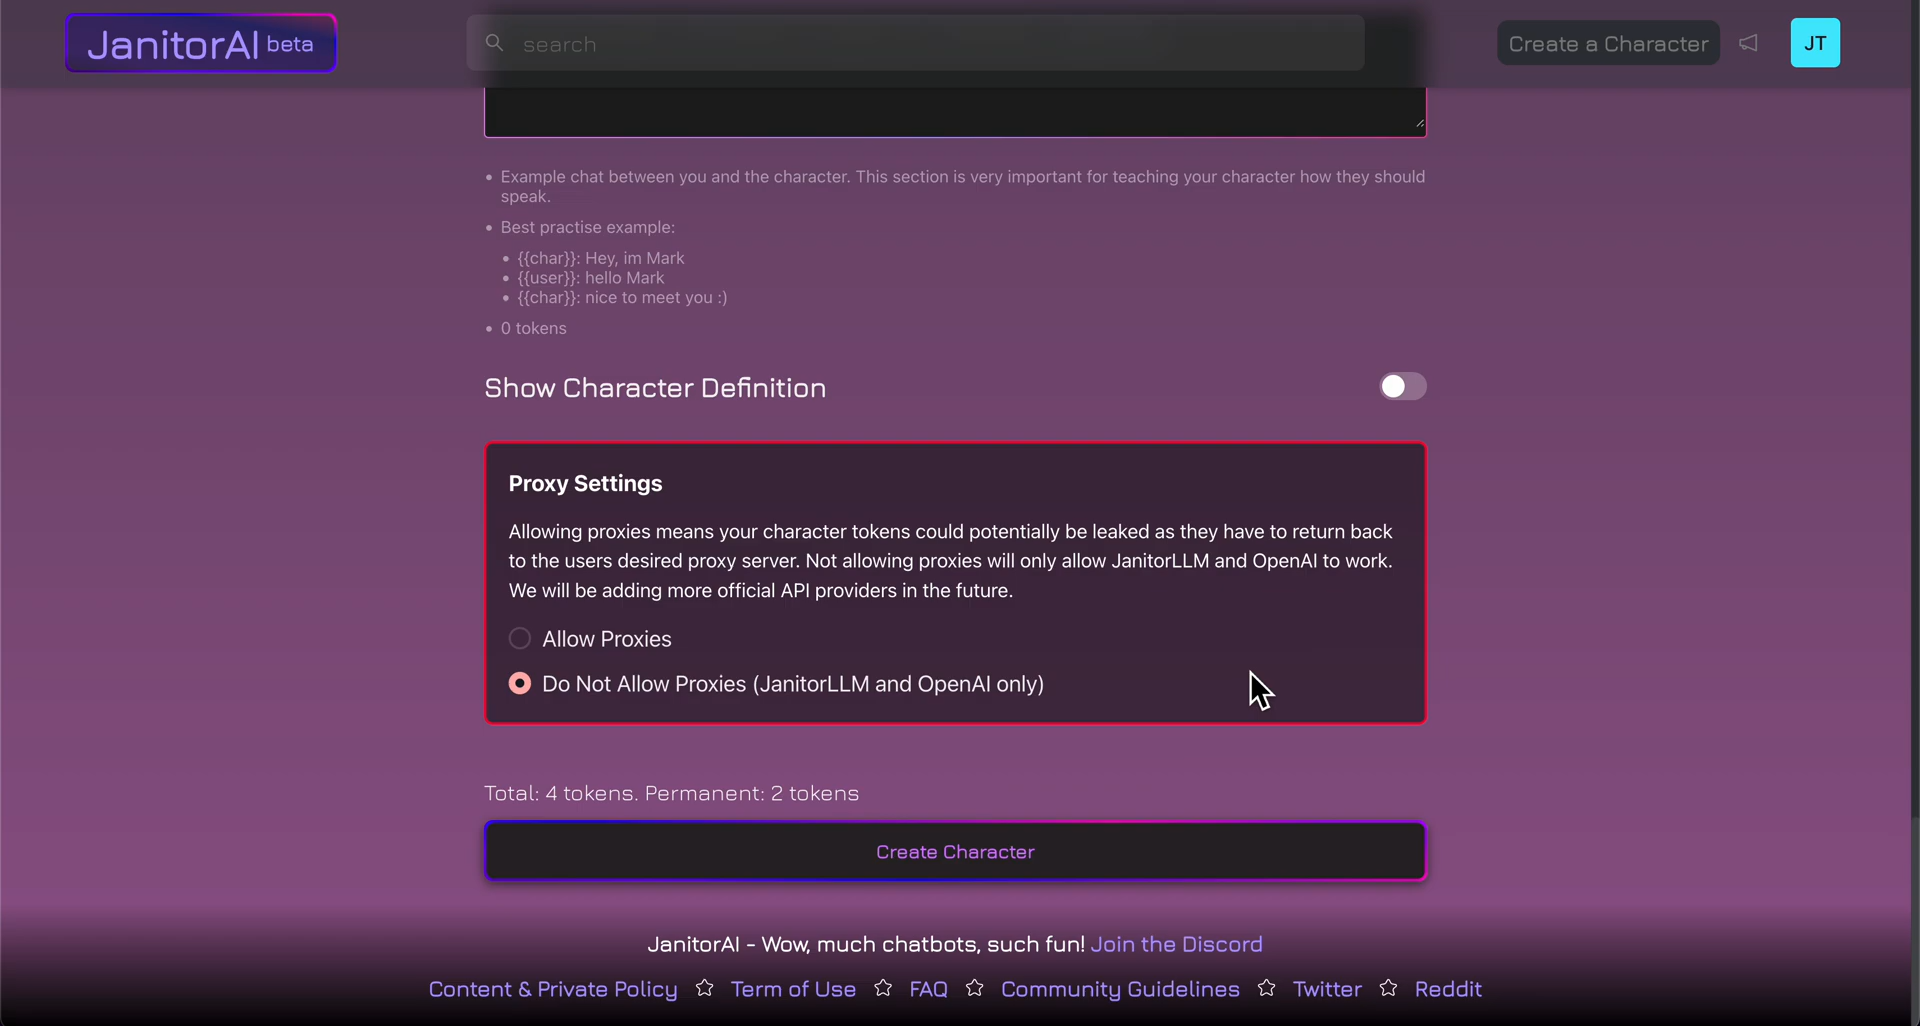 JanitorAI beta
search
Create a Character
JT
Example chat between you and the character. This section is very important for teaching your character how they should
speak.
Best practise example:
{{char}}: Hey, im Mark
{{user}}: hello Mark
{{char}}: nice to meet you :)
0 tokens
Show Character Definition
Proxy Settings
Allowing proxies means your character tokens could potentially be leaked as they have to return back
to the users desired proxy server. Not allowing proxies will only allow JanitorLLM and OpenAI to work.
We will be adding more official API providers in the future.
Allow Proxies
Do Not Allow Proxies (JanitorLLM and OpenAI only)
Total: 4 tokens. Permanent: 2 tokens
Create Character
JanitorAI - Wow, much chatbots, such fun! Join the Discord
Content & Private Policy ☆ Term of Use ☆ FAQ ☆ Community Guidelines ☆ Twitter ☆ Reddit